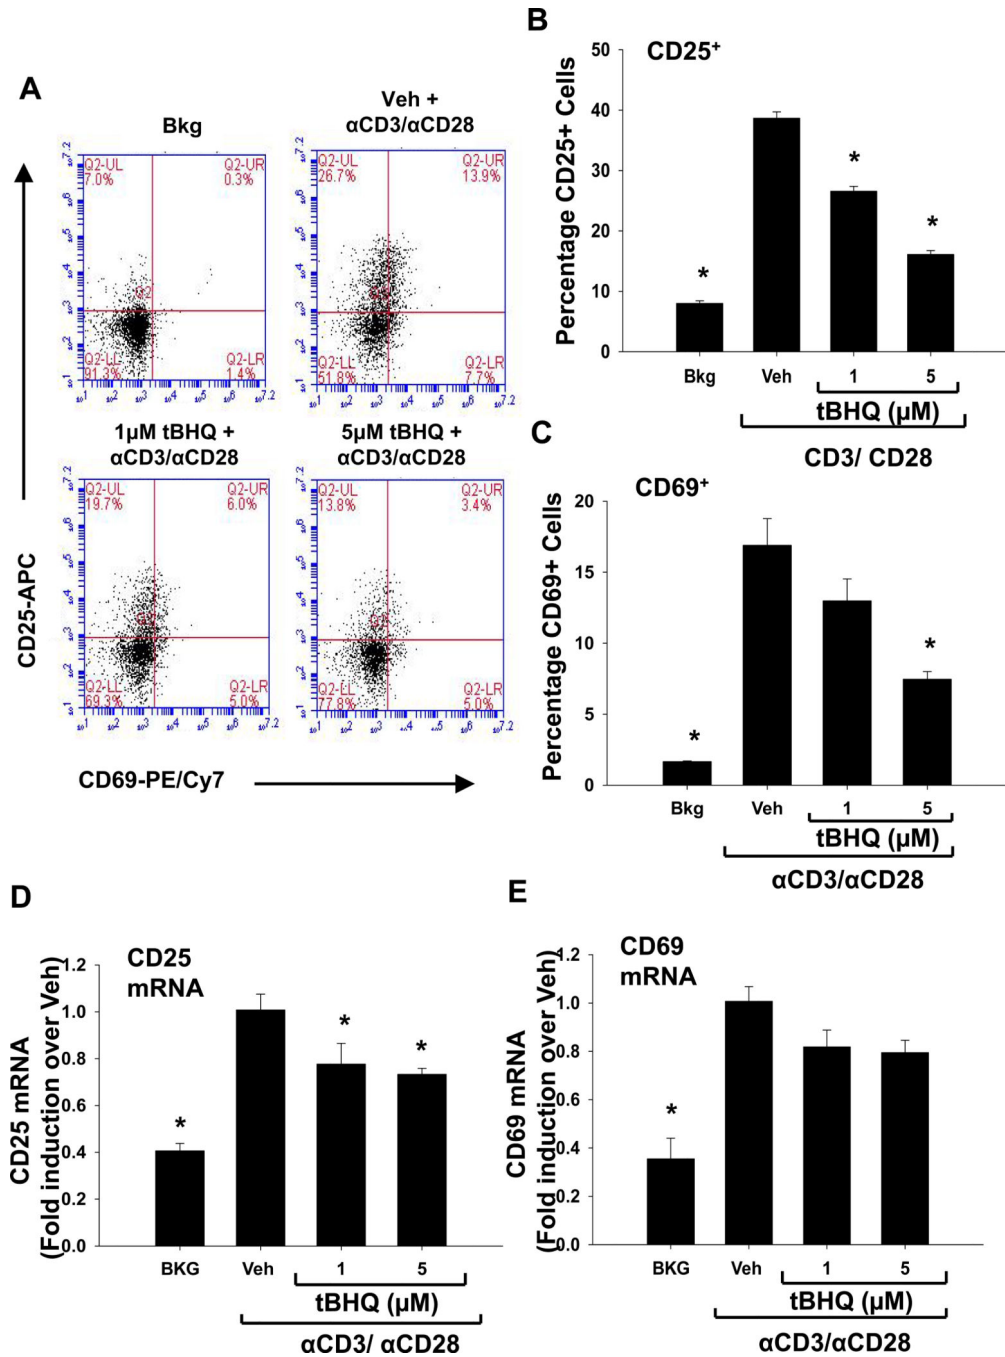 A
Bkg
Veh +
αCD3/αCD28
Q2-UL
7.0%
Q2-UR
0.3%
Q2-LL
91.3%
Q2-LR
1.4%
Q2-UL
26.7%
Q2-UR
13.9%
Q2-LL
51.8%
Q2-LR
7.7%
1µM tBHQ +
αCD3/αCD28
5µM tBHQ +
αCD3/αCD28
Q2-UL
19.7%
Q2-UR
6.0%
Q2-LL
69.3%
Q2-LR
5.0%
Q2-UL
13.8%
Q2-UR
3.4%
Q2-LL
77.8%
Q2-LR
5.0%
CD25-APC
CD69-PE/Cy7
B
CD25⁺
Percentage CD25+ Cells
50
40
30
20
10
0
*
*
*
Bkg Veh 1 5
tBHQ (µM)
CD3/ CD28
C
CD69⁺
Percentage CD69+ Cells
20
15
10
5
0
*
*
Bkg Veh 1 5
tBHQ (µM)
αCD3/αCD28
D
CD25
mRNA
CD25 mRNA
(Fold induction over Veh)
1.2
1.0
0.8
0.6
0.4
0.2
0.0
*
*
*
BKG Veh 1 5
tBHQ (µM)
αCD3/ αCD28
E
CD69
mRNA
CD69 mRNA
(Fold induction over Veh)
1.2
1.0
0.8
0.6
0.4
0.2
0.0
*
BKG Veh 1 5
tBHQ (µM)
αCD3/αCD28